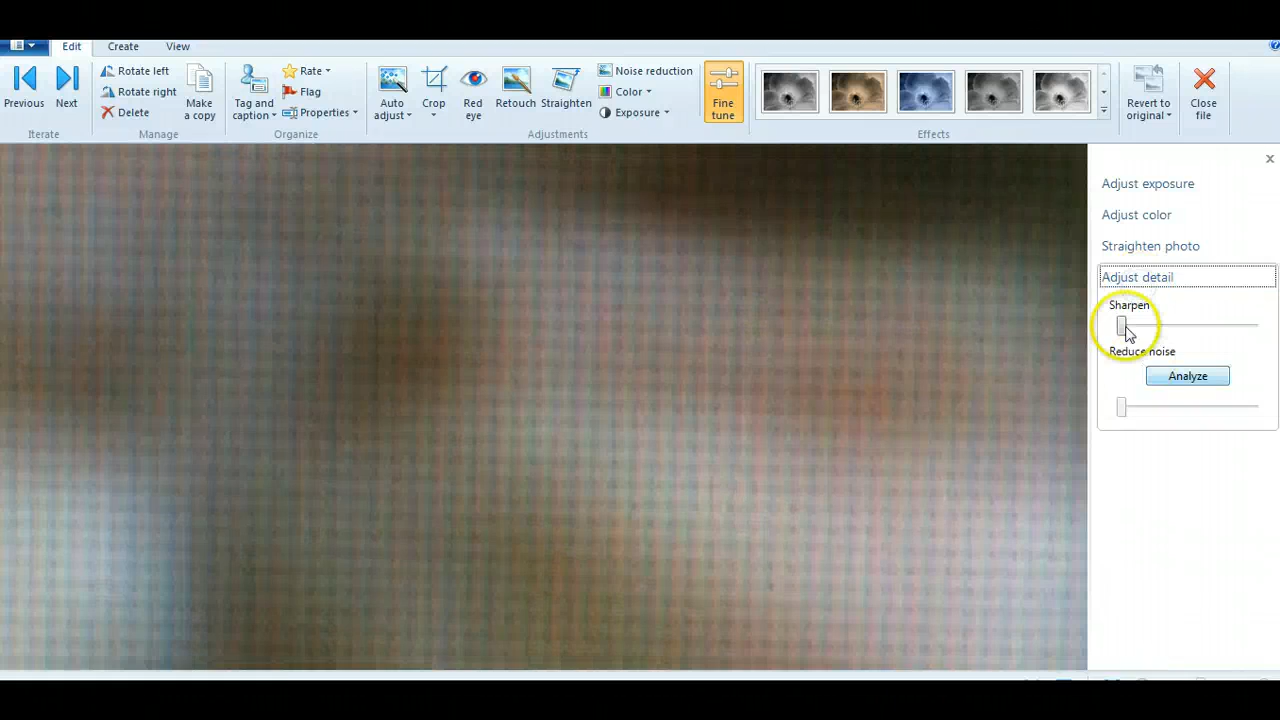 Edit Create View
Previous Next
Rotate left
Rotate right
Delete
Make a copy
Iterate
Manage
Tag and caption
Rate
Flag
Properties
Organize
Auto adjust
Crop
Red eye
Retouch
Straighten
Noise reduction
Color
Exposure
Adjustments
Fine tune
Effects
Revert to original
Close file
Adjust exposure
Adjust color
Straighten photo
Adjust detail
Sharpen
Reduce noise
Analyze